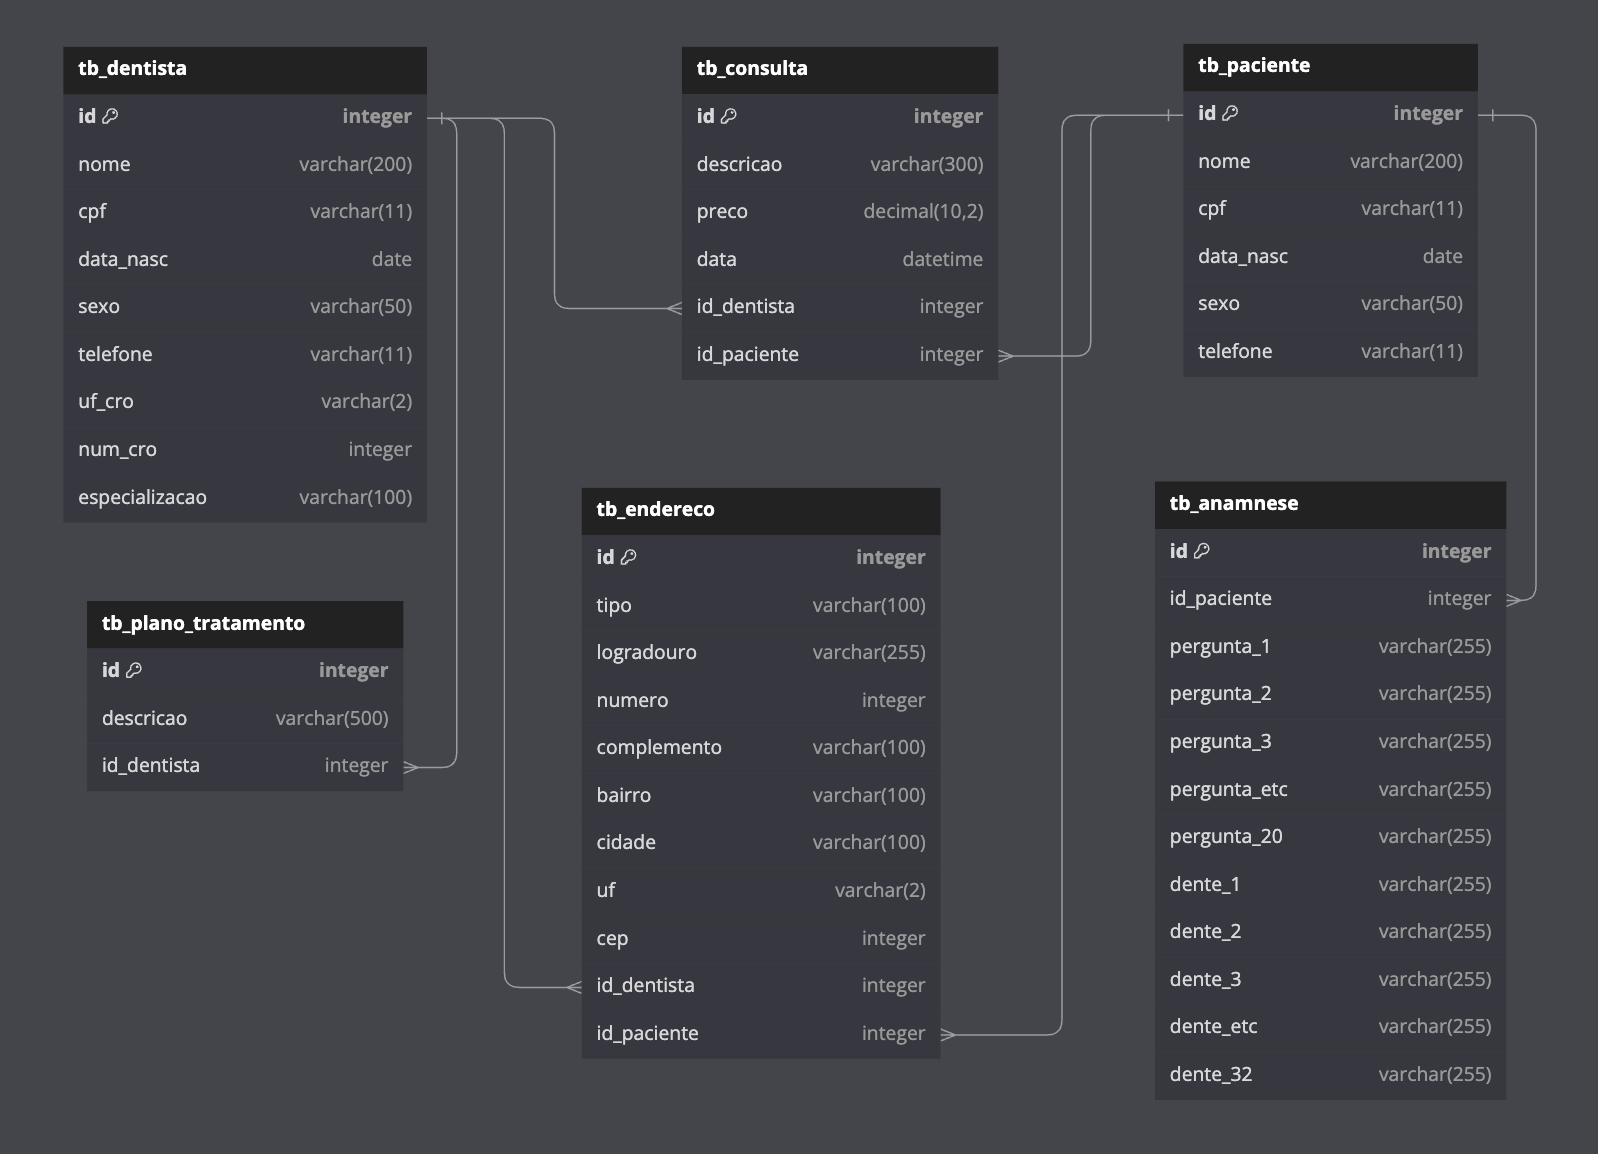 tb_dentista
id integer
nome varchar(200)
cpf varchar(11)
data_nasc date
sexo varchar(50)
telefone varchar(11)
uf_cro varchar(2)
num_cro integer
especializacao varchar(100)
tb_consulta
id integer
descricao varchar(300)
preco decimal(10,2)
data datetime
id_dentista integer
id_paciente integer
tb_paciente
id integer
nome varchar(200)
cpf varchar(11)
data_nasc date
sexo varchar(50)
telefone varchar(11)
tb_plano_tratamento
id integer
descricao varchar(500)
id_dentista integer
tb_endereco
id integer
tipo varchar(100)
logradouro varchar(255)
numero integer
complemento varchar(100)
bairro varchar(100)
cidade varchar(100)
uf varchar(2)
cep integer
id_dentista integer
id_paciente integer
tb_anamnese
id integer
id_paciente integer
pergunta_1 varchar(255)
pergunta_2 varchar(255)
pergunta_3 varchar(255)
pergunta_etc varchar(255)
pergunta_20 varchar(255)
dente_1 varchar(255)
dente_2 varchar(255)
dente_3 varchar(255)
dente_etc varchar(255)
dente_32 varchar(255)